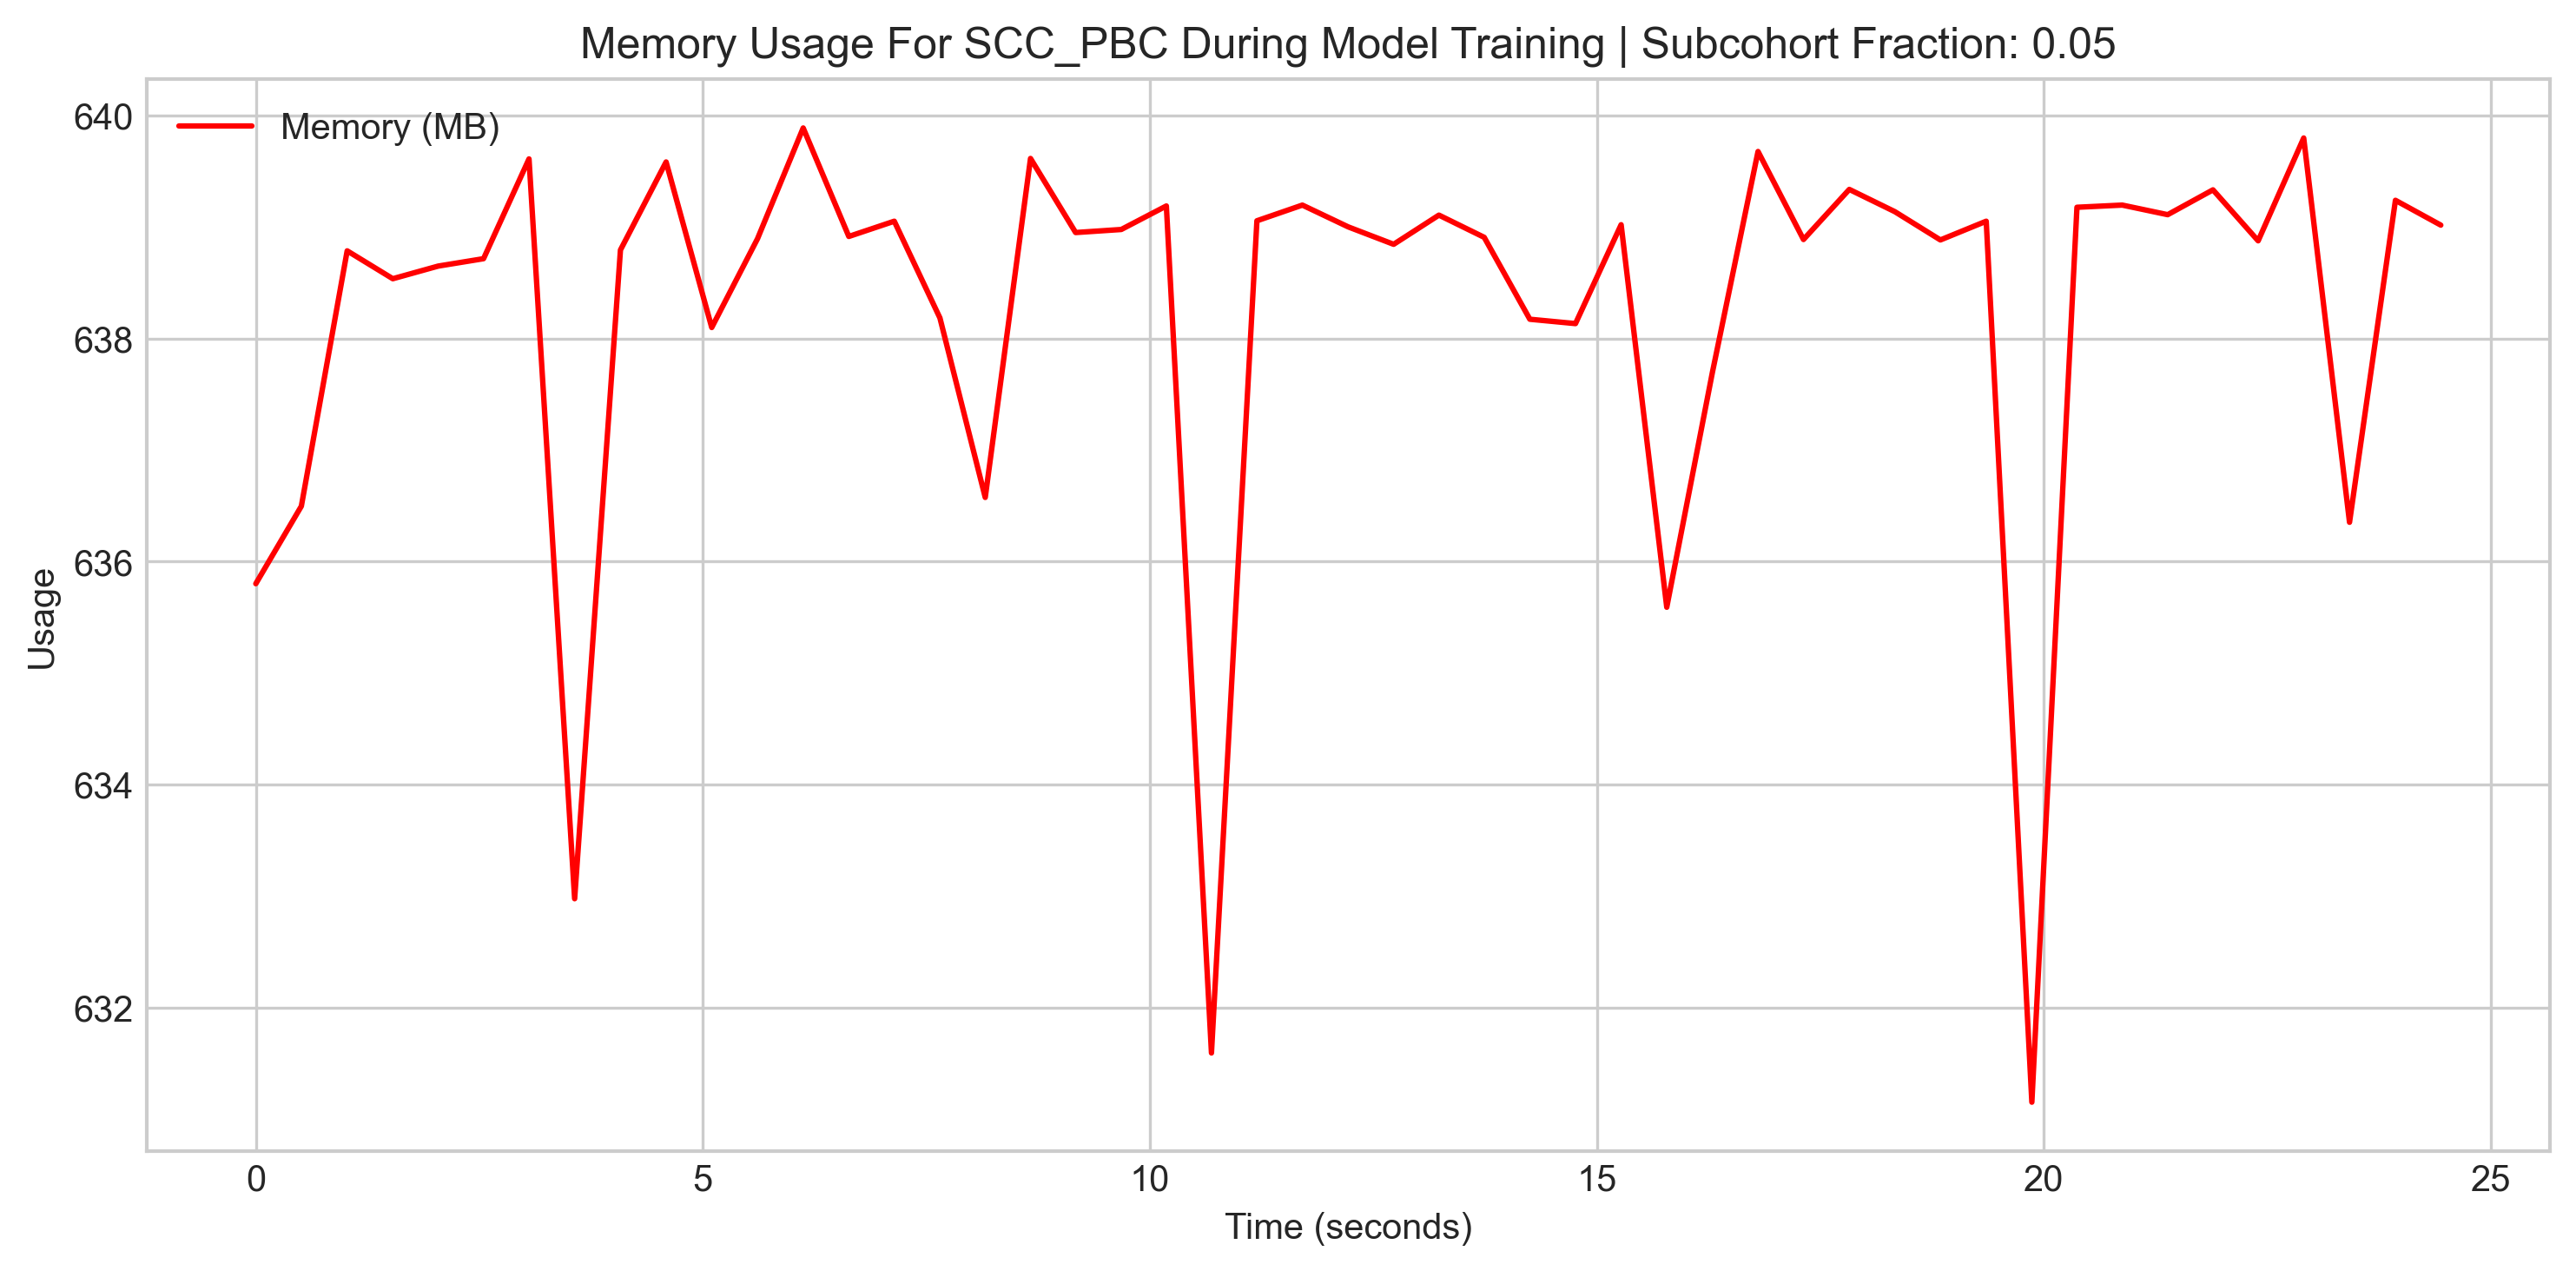 Memory Usage For SCC_PBC During Model Training | Subcohort Fraction: 0.05
Memory (MB)
640
638
636
634
632
Usage
0 5 10 15 20 25
Time (seconds)